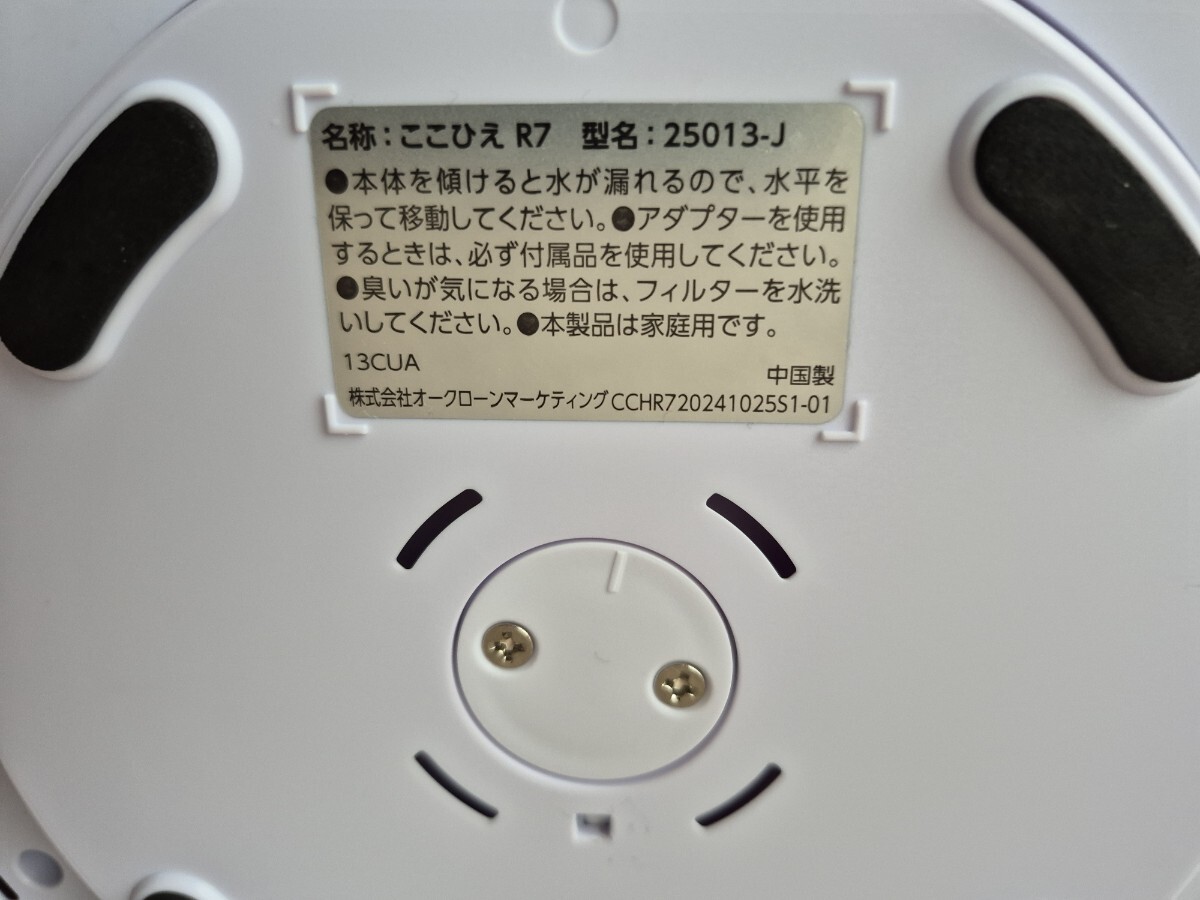 名称：ここひえ R7　型名：25013-J
●本体を傾けると水が漏れるので、水平を
保って移動してください。●アダプターを使用
するときは、必ず付属品を使用してください。
●臭いが気になる場合は、フィルターを水洗
いしてください。●本製品は家庭用です。
13CUA
中国製
株式会社オークローンマーケティング CCHR720241025S1-01